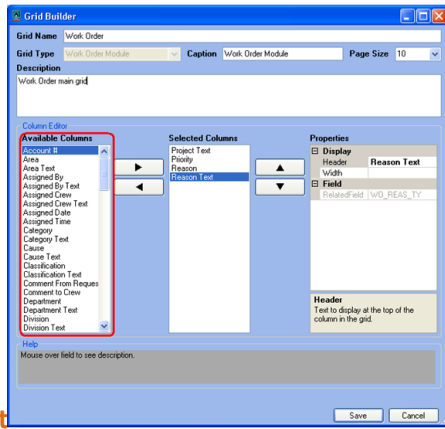 Grid Builder
Grid Name Work Order
Grid Type Work Order Module Caption Work Order Module Page Size 10
Description
Work Order main grid
Column Editor
Available Columns
Account #
Area
Area Text
Assigned By
Assigned By Text
Assigned Crew
Assigned Crew Text
Assigned Date
Assigned Time
Category
Category Text
Cause
Cause Text
Classification
Classification Text
Comment From Reques
Comment to Crew
Department
Department Text
Division
Division Text
Selected Columns
Project Text
Priority
Reason
Reason Text
Properties
Display
Header Reason Text
Width
Field
RelatedField WO_REAS_TY
Header
Text to display at the top of the
column in the grid.
Help
Mouse over field to see description.
t
Save Cancel